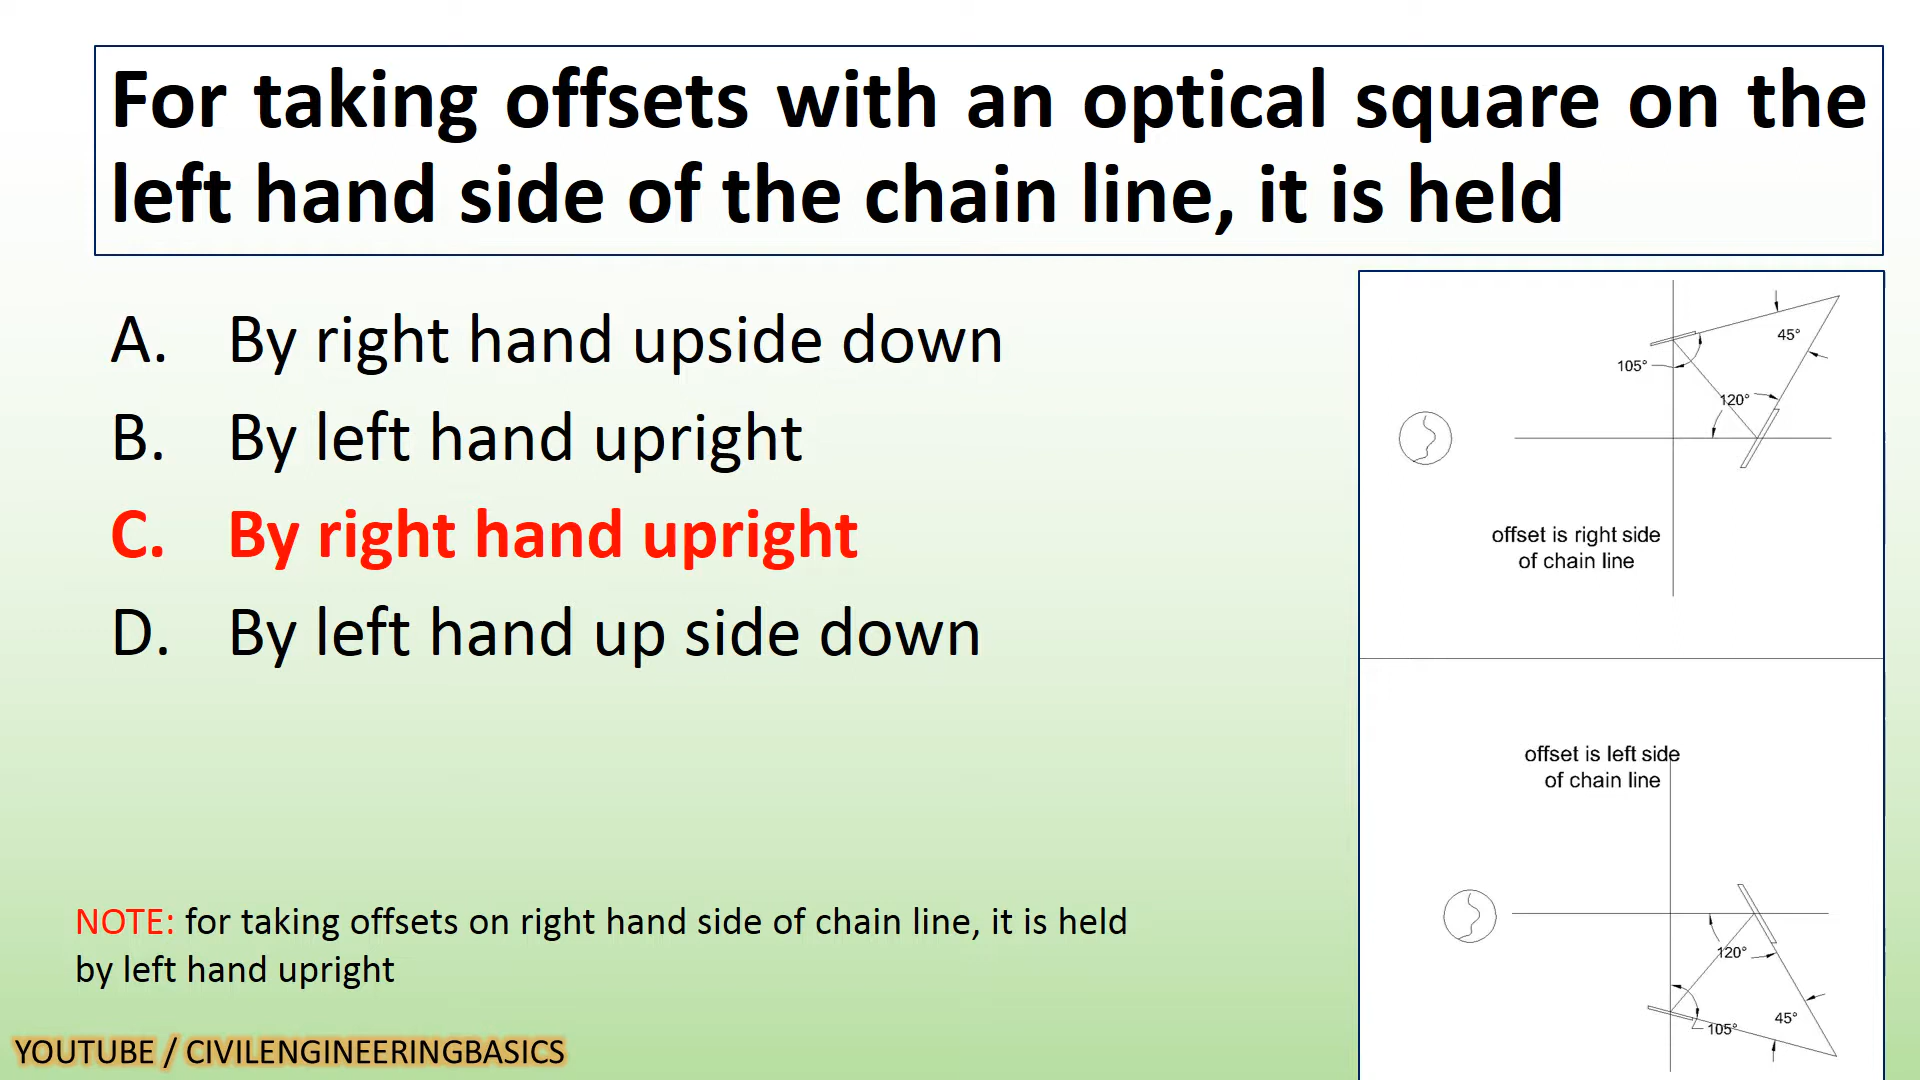 For taking offsets with an optical square on the
left hand side of the chain line, it is held
A. By right hand upside down
B. By left hand upright
C. By right hand upright
D. By left hand up side down
45°
105°
120°
offset is right side
of chain line
offset is left side
of chain line
120°
45°
105°
NOTE: for taking offsets on right hand side of chain line, it is held
by left hand upright
YOUTUBE / CIVILENGINEERINGBASICS